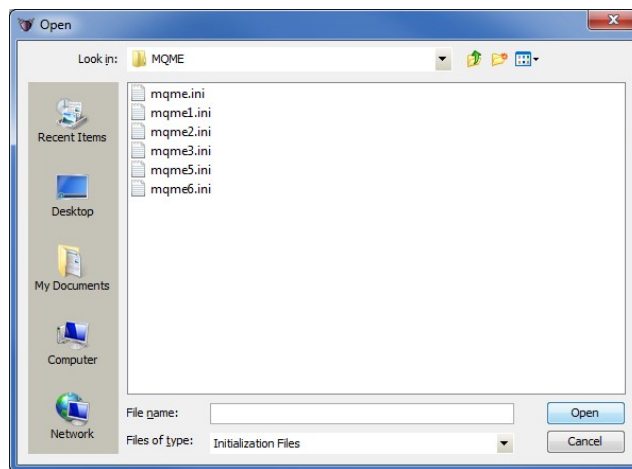 Open
Look in: MQME
Recent Items
Desktop
My Documents
Computer
Network
mqme.ini
mqme1.ini
mqme2.ini
mqme3.ini
mqme5.ini
mqme6.ini
File name:
Open
Files of type: Initialization Files
Cancel